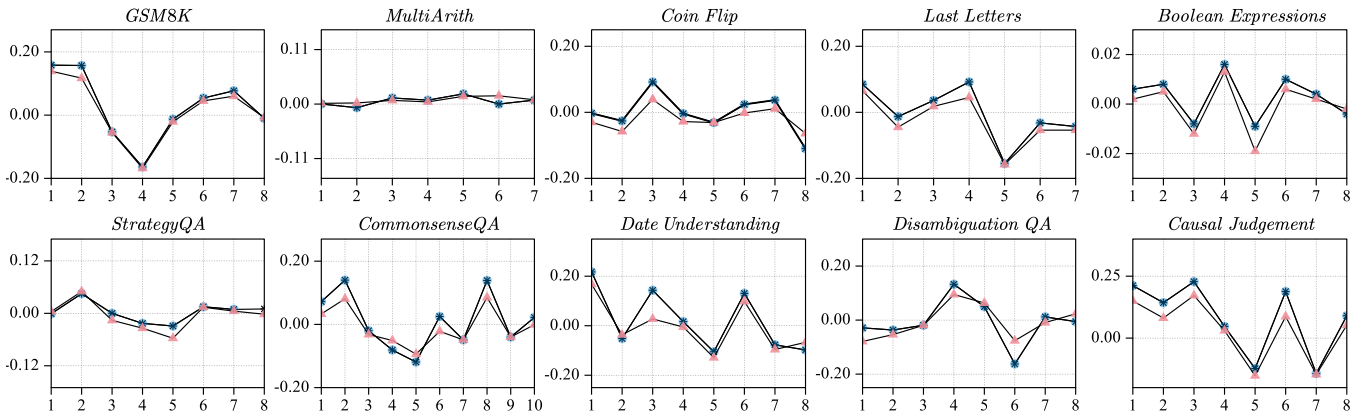 GSM8K
0.20
0.00
-0.20
1 2 3 4 5 6 7 8
MultiArith
0.11
0.00
-0.11
1 2 3 4 5 6 7
Coin Flip
0.20
0.00
-0.20
1 2 3 4 5 6 7 8
Last Letters
0.20
0.00
-0.20
1 2 3 4 5 6 7
Boolean Expressions
0.02
0.00
-0.02
1 2 3 4 5 6 7 8
StrategyQA
0.12
0.00
-0.12
1 2 3 4 5 6 7 8
CommonsenseQA
0.20
0.00
-0.20
1 2 3 4 5 6 7 8 9 10
Date Understanding
0.20
0.00
-0.20
1 2 3 4 5 6 7 8
Disambiguation QA
0.20
0.00
-0.20
1 2 3 4 5 6 7 8
Causal Judgement
0.25
0.00
1 2 3 4 5 6 7 8